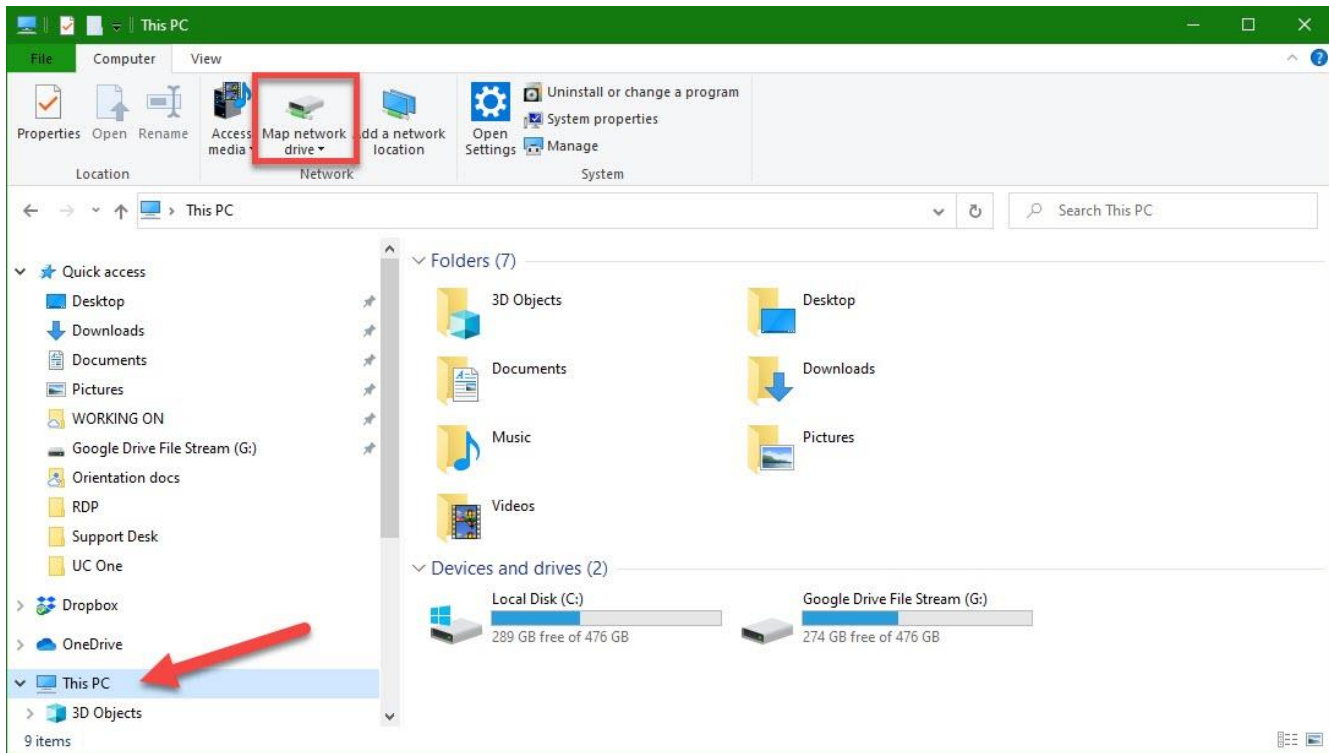 This PC
File
Computer
View
Properties
Open
Rename
Access
media
Map network
drive
Add a network
location
Open
Settings
Uninstall or change a program
System properties
Manage
Location
Network
System
This PC
Search This PC
Quick access
Desktop
Downloads
Documents
Pictures
WORKING ON
Google Drive File Stream (G:)
Orientation docs
RDP
Support Desk
UC One
Dropbox
OneDrive
This PC
3D Objects
Folders (7)
3D Objects
Desktop
Documents
Downloads
Music
Pictures
Videos
Devices and drives (2)
Local Disk (C:)
289 GB free of 476 GB
Google Drive File Stream (G:)
274 GB free of 476 GB
9 items